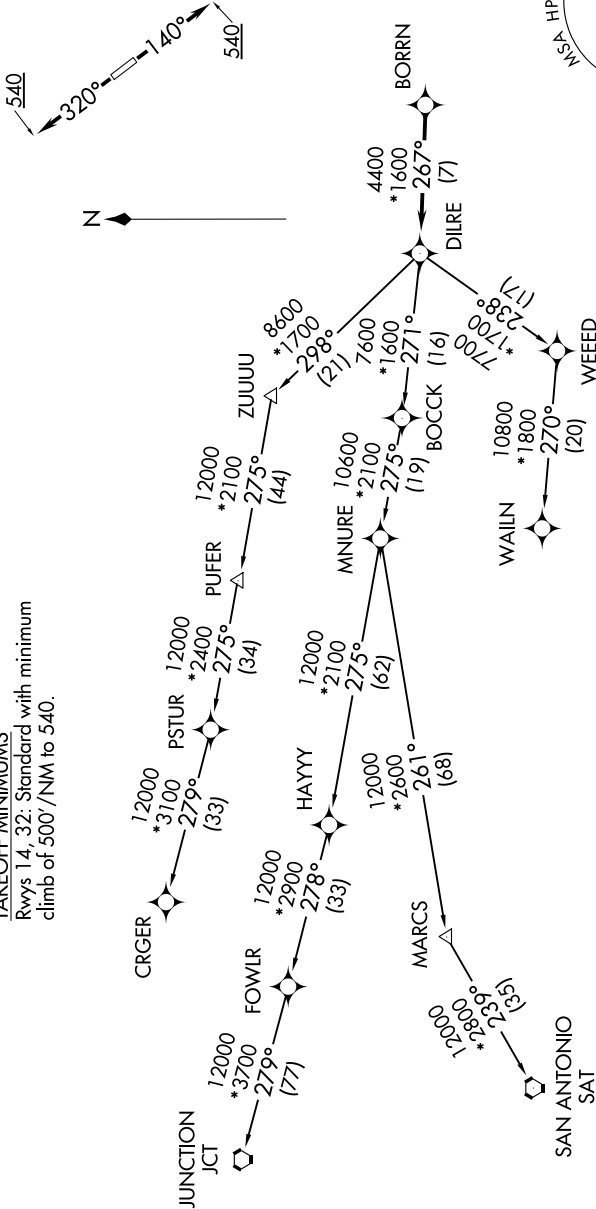 540
320°
140°
540
MSA HP
N
BORRN
4400
*1600
267°
(7)
DILRE
8600
*1700
298°
(21)
ZUUUU
7600
*1600
271°
(16)
BOCCK
7700
*1700
238°
(17)
WEEED
10800
*1800
270°
(20)
WAILN
12000
*2100
275°
(44)
PUFER
10600
*2100
275°
(19)
MNURE
12000
*2400
275°
(34)
PSTUR
12000
*2100
275°
(62)
HAYYY
12000
*2600
261°
(68)
MARCS
12000
*3100
279°
(33)
CRGER
12000
*2900
278°
(33)
FOWLR
12000
*3700
279°
(77)
JUNCTION
JCT
12000
*2800
239°
(35)
SAN ANTONIO
SAT
TAKEOFF MINIMUMS
Rwys 14, 32: Standard with minimum
climb of 500'/NM to 540.